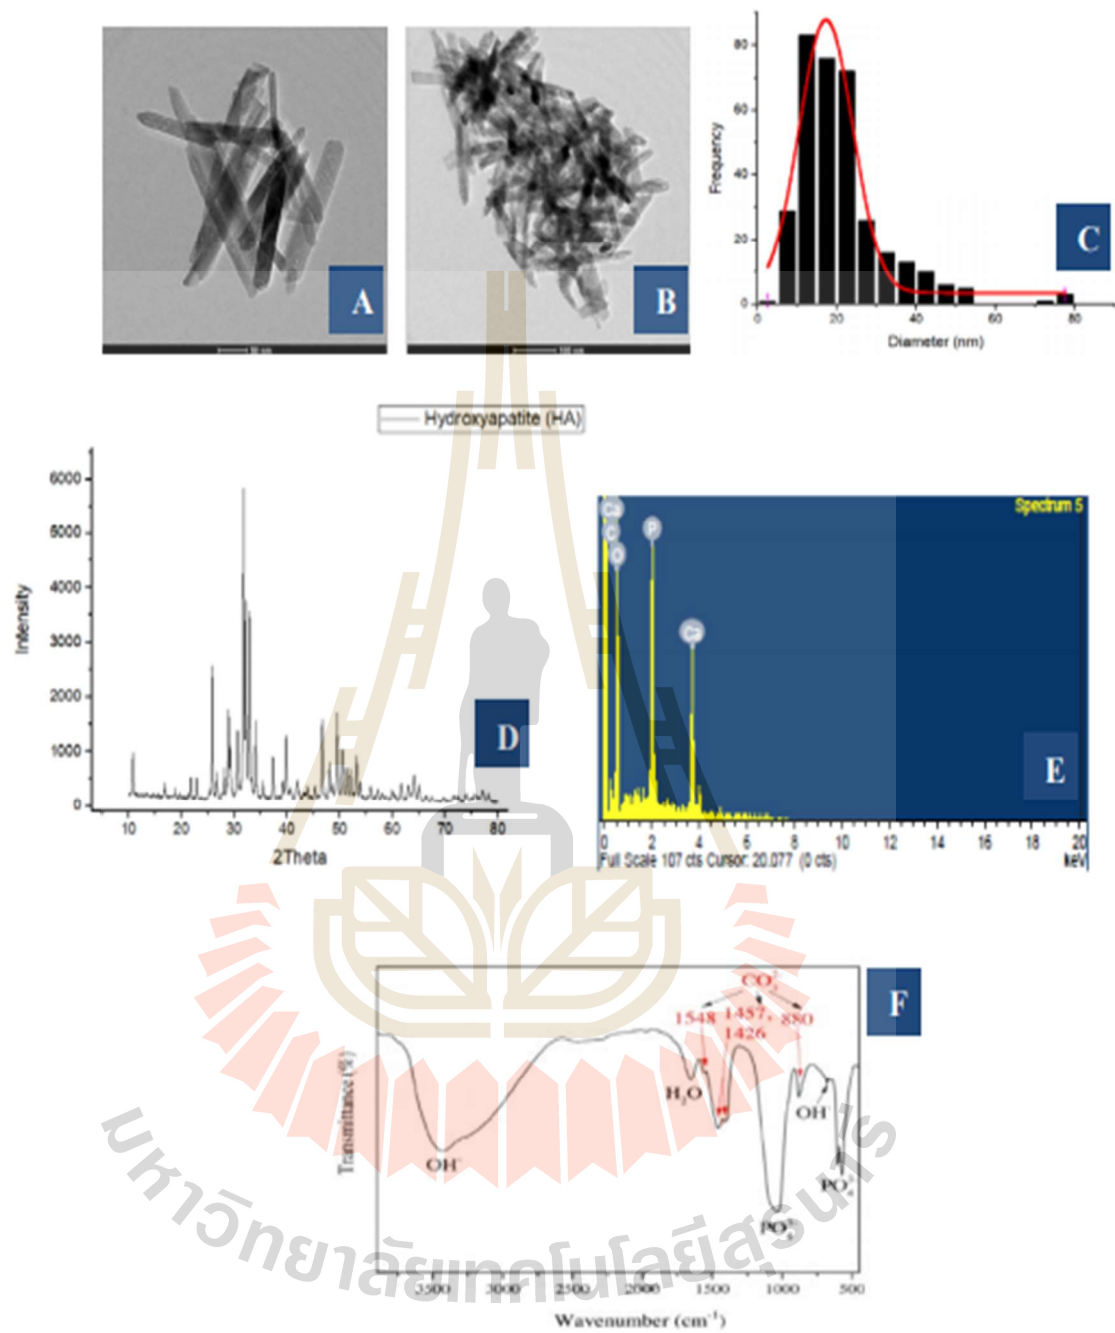 A
B
Frequency
80
60
40
20
0
0
20
40
60
80
Diameter (nm)
C
Hydroxyapatite (HA)
Intensity
6000
5000
4000
3000
2000
1000
0
10 20 30 40 50 60 70 80
2Theta
D
Spectrum 5
Ca
C
O
P
Ca
E
0 2 4 6 8 10 12 14 16 18 20
Full Scale 107 cts Cursor: 20.077 (0 cts)
keV
F
Transmittance (%)
1548 1457, 880
1426
H₂O
OH⁻
OH⁻
3500 3000 2500 2000 1500 1000 500
Wavenumber (cm⁻¹)
มหาวิทยาลัยเทคโนโลยีสุรนารี